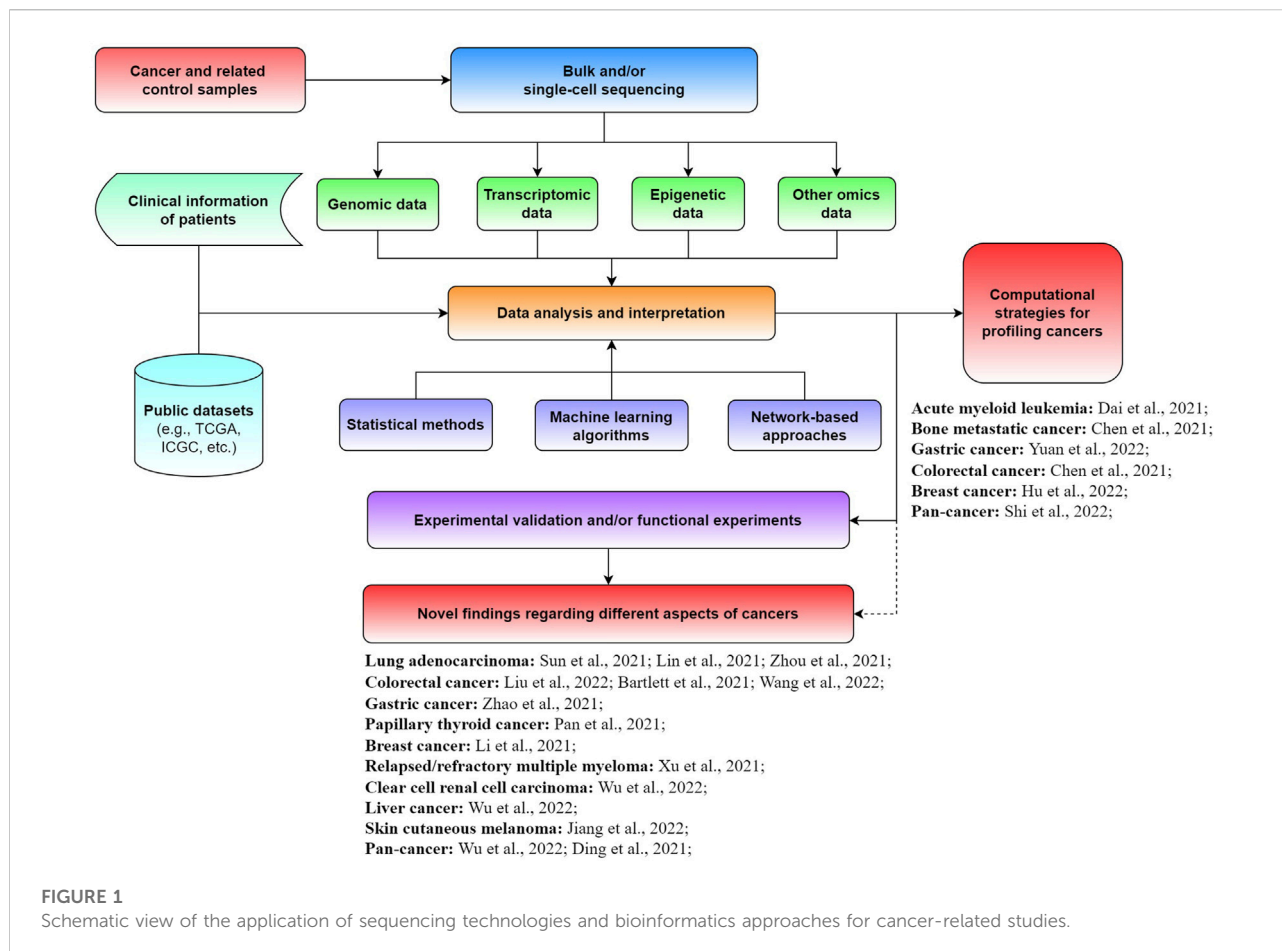 Cancer and related
control samples
Bulk and/or
single-cell sequencing
Clinical information
of patients
Genomic data
Transcriptomic
data
Epigenetic
data
Other omics
data
Data analysis and interpretation
Computational
strategies for
profiling cancers
Public datasets
(e.g., TCGA,
ICGC, etc.)
Statistical methods
Machine learning
algorithms
Network-based
approaches
Acute myeloid leukemia: Dai et al., 2021;
Bone metastatic cancer: Chen et al., 2021;
Gastric cancer: Yuan et al., 2022;
Colorectal cancer: Chen et al., 2021;
Breast cancer: Hu et al., 2022;
Pan-cancer: Shi et al., 2022;
Experimental validation and/or functional experiments
Novel findings regarding different aspects of cancers
Lung adenocarcinoma: Sun et al., 2021; Lin et al., 2021; Zhou et al., 2021;
Colorectal cancer: Liu et al., 2022; Bartlett et al., 2021; Wang et al., 2022;
Gastric cancer: Zhao et al., 2021;
Papillary thyroid cancer: Pan et al., 2021;
Breast cancer: Li et al., 2021;
Relapsed/refractory multiple myeloma: Xu et al., 2021;
Clear cell renal cell carcinoma: Wu et al., 2022;
Liver cancer: Wu et al., 2022;
Skin cutaneous melanoma: Jiang et al., 2022;
Pan-cancer: Wu et al., 2022; Ding et al., 2021;
FIGURE 1
Schematic view of the application of sequencing technologies and bioinformatics approaches for cancer-related studies.